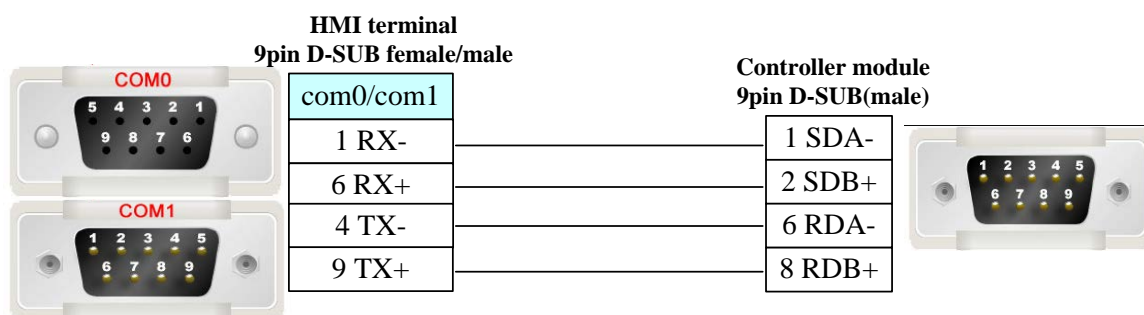 HMI terminal
9pin D-SUB female/male
COM0
5 4 3 2 1
9 8 7 6
COM1
1 2 3 4 5
6 7 8 9
com0/com1
1 RX-
6 RX+
4 TX-
9 TX+
Controller module
9pin D-SUB(male)
1 SDA-
2 SDB+
6 RDA-
8 RDB+
1 2 3 4 5
6 7 8 9